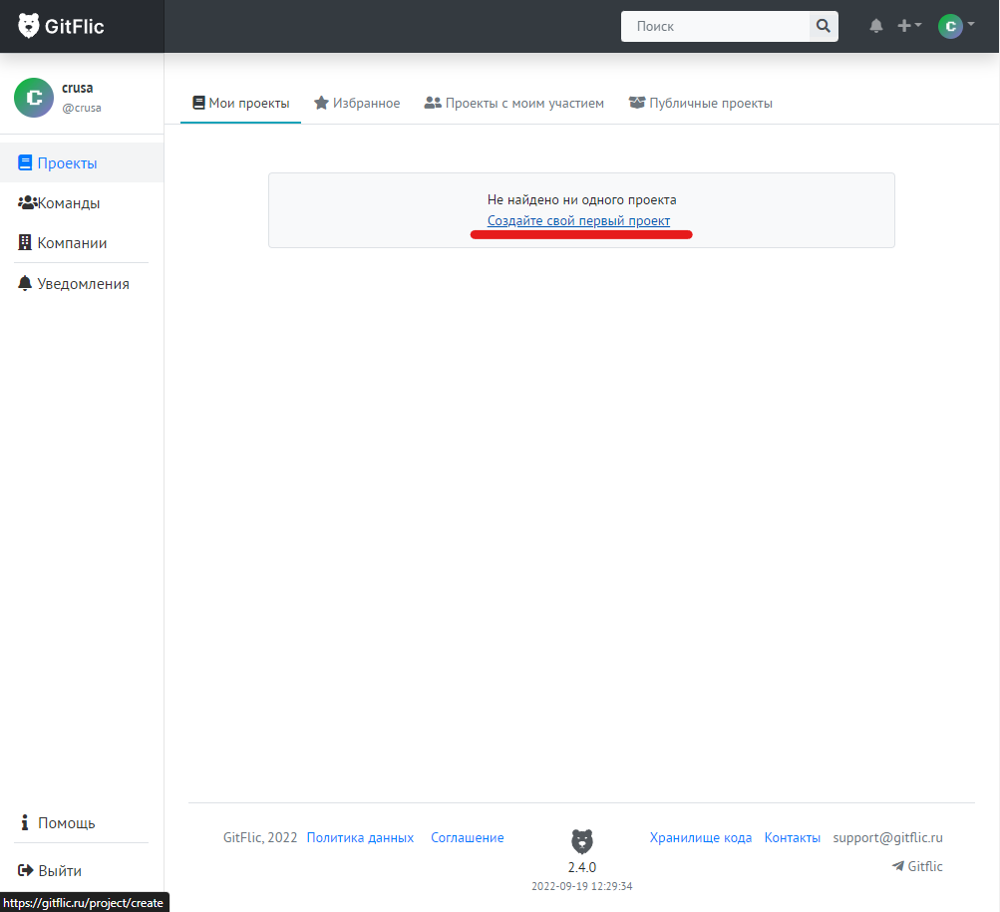 GitFlic
Поиск
crusa
@crusa
Мои проекты
Избранное
Проекты с моим участием
Публичные проекты
Проекты
Команды
Компании
Уведомления
Не найдено ни одного проекта
Создайте свой первый проект
Помощь
Выйти
GitFlic, 2022 Политика данных Соглашение
2.4.0
2022-09-19 12:29:34
Хранилище кода Контакты support@gitflic.ru
Gitflic
https://gitflic.ru/project/create